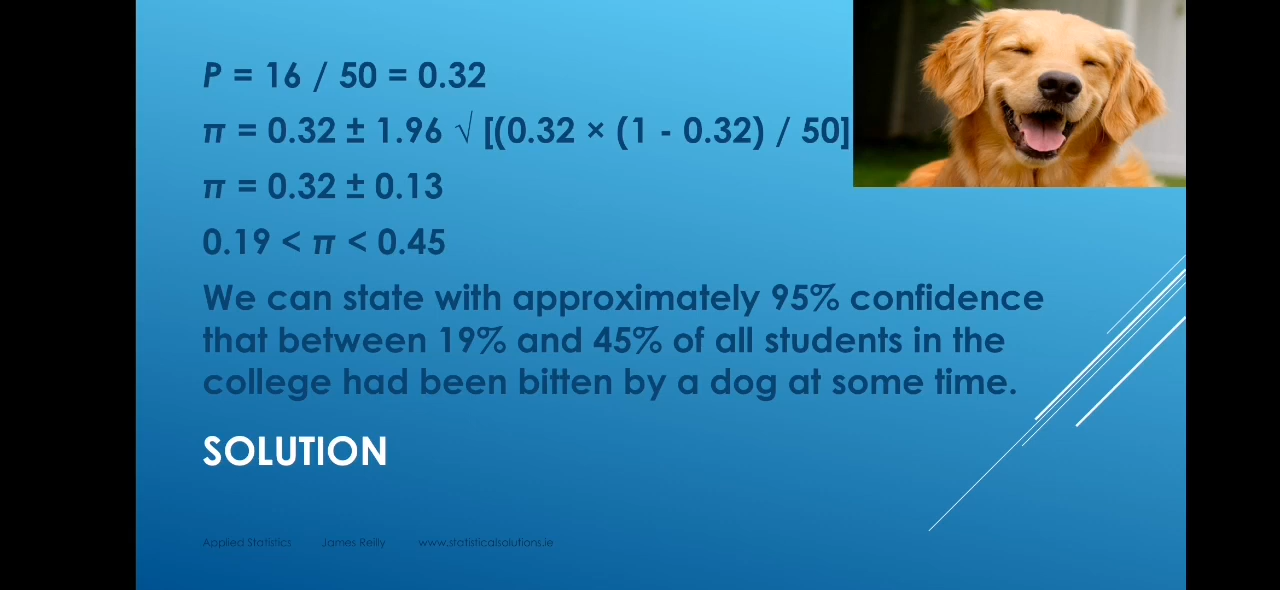 P = 16 / 50 = 0.32
π = 0.32 ± 1.96 √ [(0.32 × (1 - 0.32) / 50]
π = 0.32 ± 0.13
0.19 < π < 0.45
We can state with approximately 95% confidence
that between 19% and 45% of all students in the
college had been bitten by a dog at some time.
SOLUTION
Applied Statistics James Reilly www.statisticalsolutions.ie